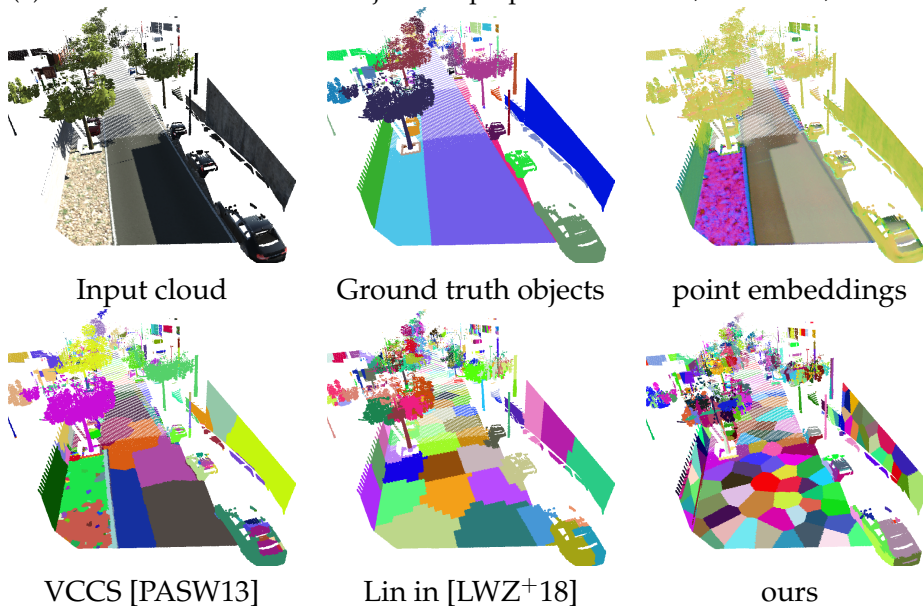 Input cloud Ground truth objects point embeddings
VCCS [PASW13] Lin in [LWZ+18] ours